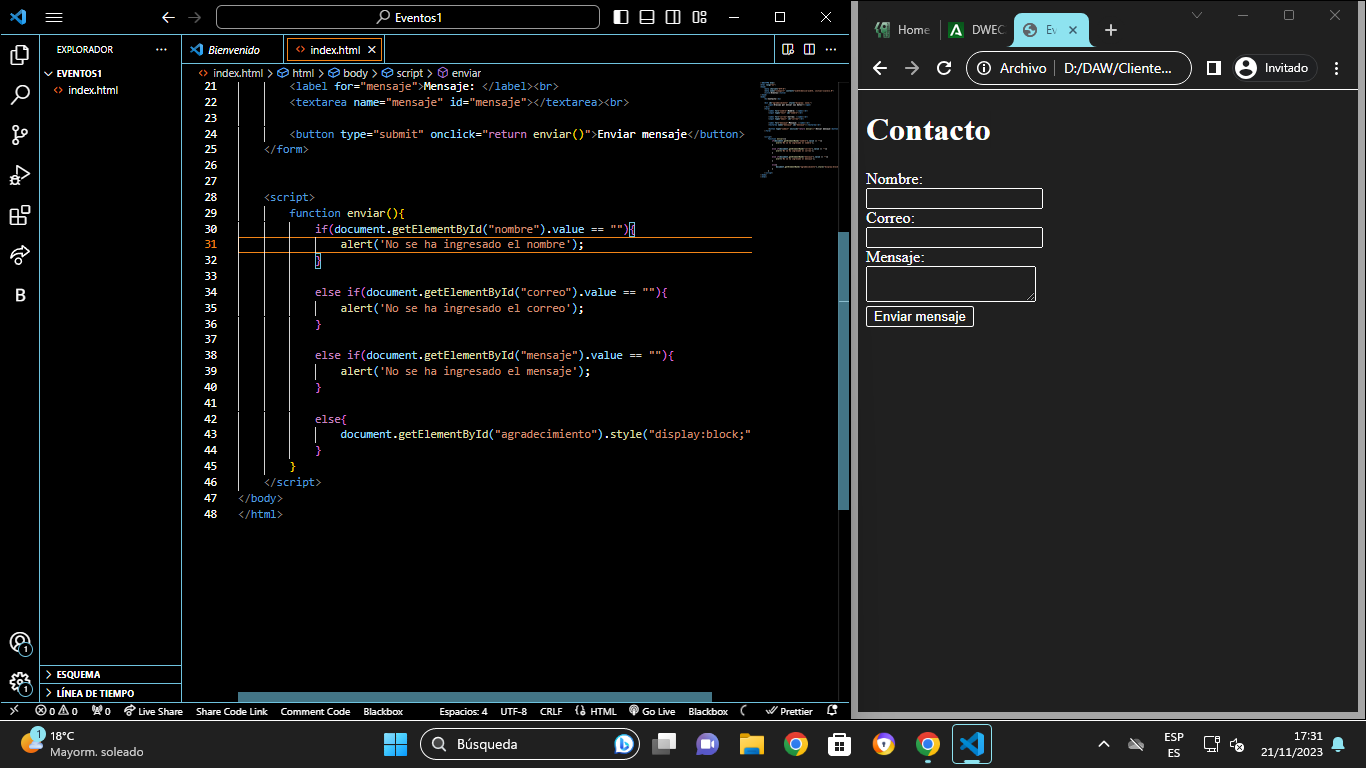 Eventos1
EXPLORADOR
EVENTOS1
index.html
Bienvenido
index.html
index.html > html > body > script > enviar
21 <label for="mensaje">Mensaje: </label><br>
22 <textarea name="mensaje" id="mensaje"></textarea><br>
23
24 <button type="submit" onclick="return enviar()">Enviar mensaje</button>
25 </form>
26
27
28 <script>
29 function enviar(){
30 if(document.getElementById("nombre").value == ""){
31 alert('No se ha ingresado el nombre');
32 }
33
34 else if(document.getElementById("correo").value == ""){
35 alert('No se ha ingresado el correo');
36 }
37
38 else if(document.getElementById("mensaje").value == ""){
39 alert('No se ha ingresado el mensaje');
40 }
41
42 else{
43 document.getElementById("agradecimiento").style("display:block;"
44 }
45 }
46 </script>
47 </body>
48 </html>
B
1
1
ESQUEMA
LÍNEA DE TIEMPO
0 0 0 Live Share Share Code Link Comment Code Blackbox Espacios: 4 UTF-8 CRLF {} HTML Go Live Blackbox Prettier
Home
DWEC
Ev
Archivo D:/DAW/Cliente...
Invitado
Contacto
Nombre:
Correo:
Mensaje:
Enviar mensaje
1
18°C
Mayorm. soleado
Búsqueda
ESP
ES
17:31
21/11/2023